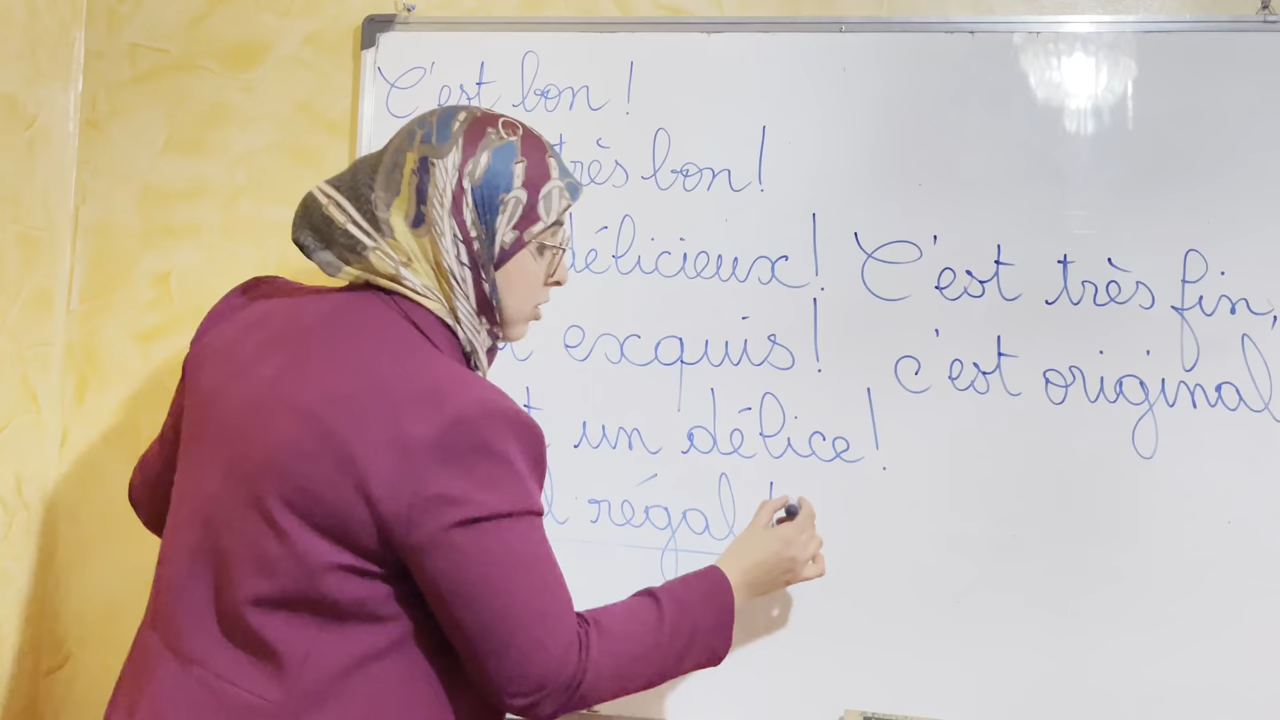 C'est bon !
très bon !
délicieux !
exquis !
un délice !
régal !
C'est très fin,
c'est original